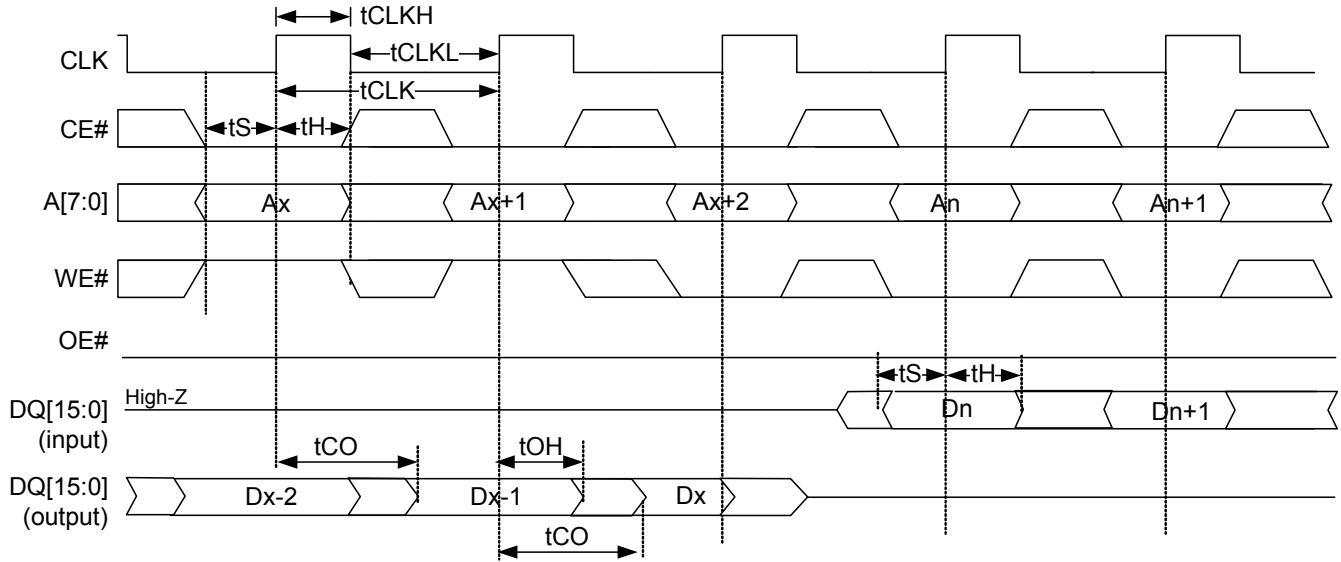 tCLKH
CLK
tCLKL
tCLK
CE#
tS
tH
A[7:0]
Ax
Ax+1
Ax+2
An
An+1
WE#
OE#
tS
tH
DQ[15:0]
(input)
High-Z
Dn
Dn+1
tCO
tOH
DQ[15:0]
(output)
Dx-2
Dx-1
Dx
tCO